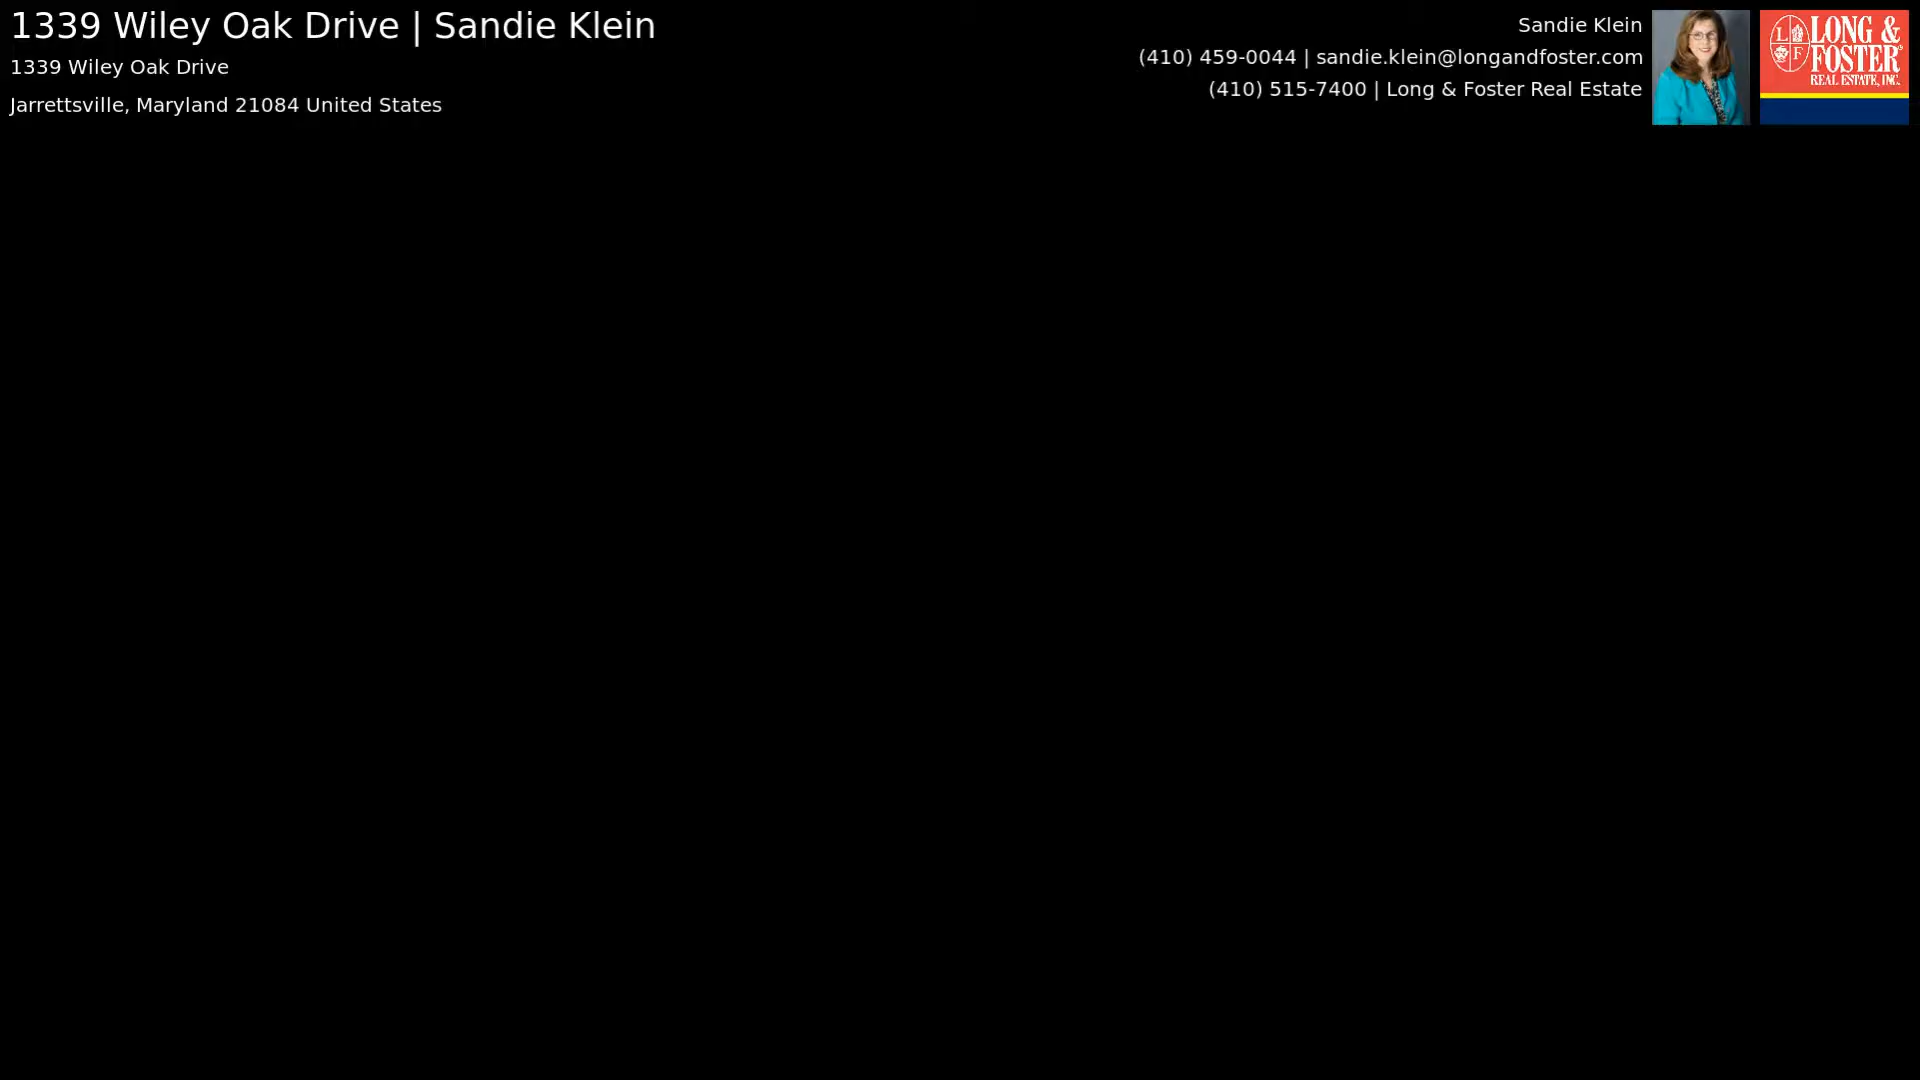 1339 Wiley Oak Drive | Sandie Klein
1339 Wiley Oak Drive
Jarrettsville, Maryland 21084 United States
Sandie Klein
(410) 459-0044 | sandie.klein@longandfoster.com
(410) 515-7400 | Long & Foster Real Estate
L F
LONG &
FOSTER
REAL ESTATE, INC.